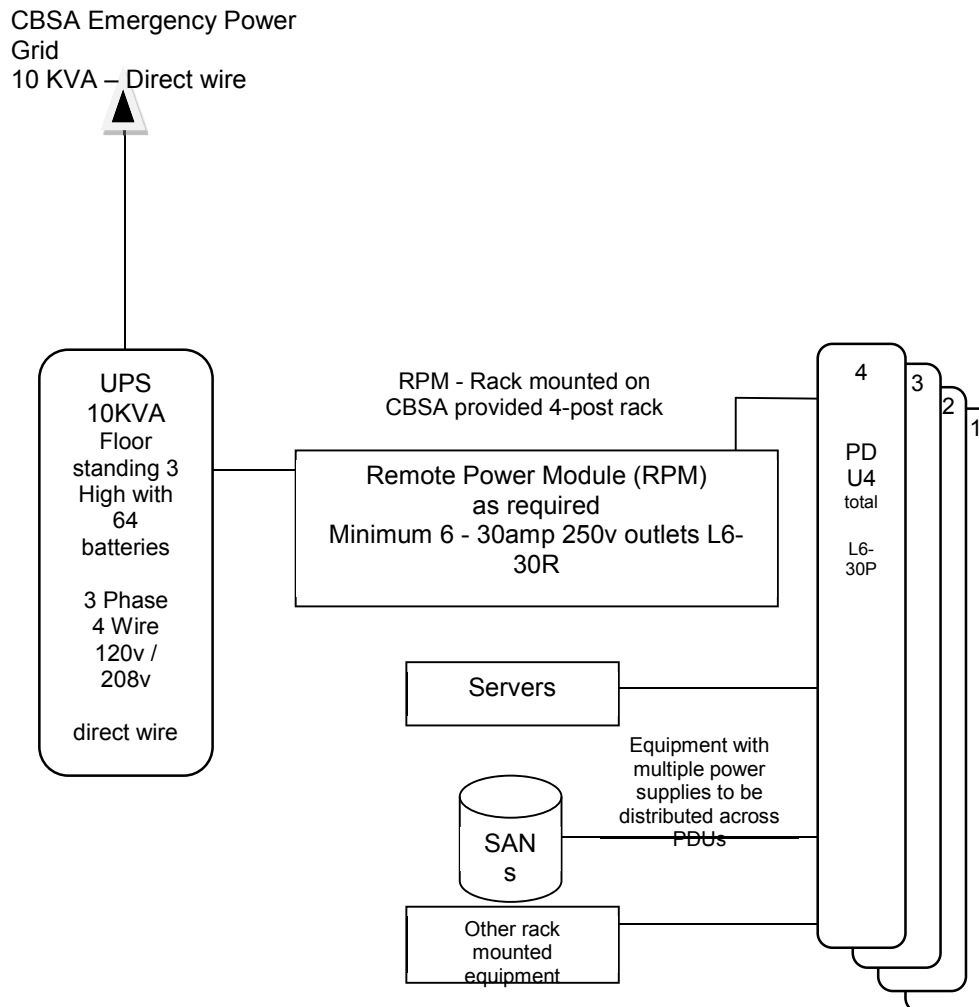 CBSA Emergency Power
Grid
10 KVA – Direct wire
UPS
10KVA
Floor
standing 3
High with
64
batteries
3 Phase
4 Wire
120v /
208v
direct wire
RPM - Rack mounted on
CBSA provided 4-post rack
Remote Power Module (RPM)
as required
Minimum 6 - 30amp 250v outlets L6-
30R
4
3
2
1
PD
U4
total
L6-
30P
Servers
Equipment with
multiple power
supplies to be
distributed across
PDUs
SAN
s
Other rack
mounted
equipment